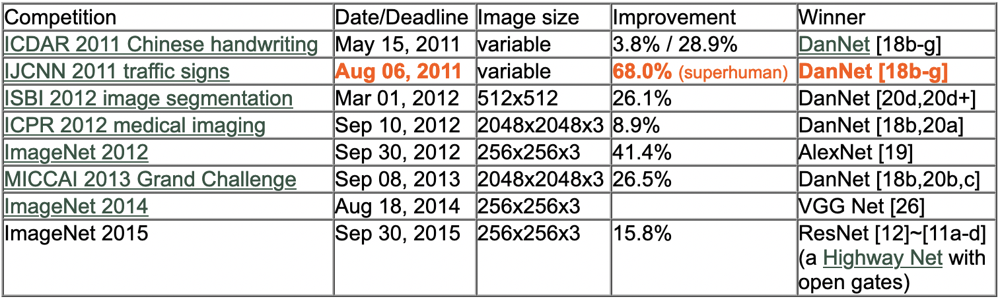 Competition Date/Deadline Image size Improvement Winner
ICDAR 2011 Chinese handwriting May 15, 2011 variable 3.8% / 28.9% DanNet [18b-g]
IJCNN 2011 traffic signs Aug 06, 2011 variable 68.0% (superhuman) DanNet [18b-g]
ISBI 2012 image segmentation Mar 01, 2012 512x512 26.1% DanNet [20d,20d+]
ICPR 2012 medical imaging Sep 10, 2012 2048x2048x3 8.9% DanNet [18b,20a]
ImageNet 2012 Sep 30, 2012 256x256x3 41.4% AlexNet [19]
MICCAI 2013 Grand Challenge Sep 08, 2013 2048x2048x3 26.5% DanNet [18b,20b,c]
ImageNet 2014 Aug 18, 2014 256x256x3 VGG Net [26]
ImageNet 2015 Sep 30, 2015 256x256x3 15.8% ResNet [12]~[11a-d]
(a Highway Net with
open gates)